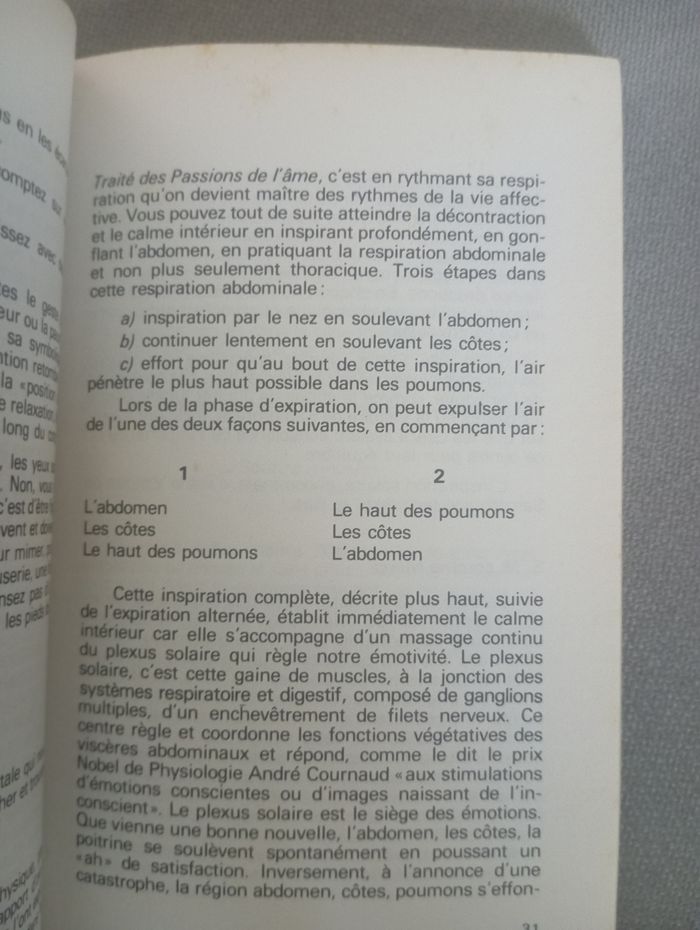 Traité des Passions de l'âme, c'est en rythmant sa respi-
ration qu'on devient maître des rythmes de la vie affec-
tive. Vous pouvez tout de suite atteindre la décontraction
et le calme intérieur en inspirant profondément, en gon-
flant l'abdomen, en pratiquant la respiration abdominale
et non plus seulement thoracique. Trois étapes dans
cette respiration abdominale :
a) inspiration par le nez en soulevant l'abdomen ;
b) continuer lentement en soulevant les côtes ;
c) effort pour qu'au bout de cette inspiration, l'air
pénètre le plus haut possible dans les poumons.
Lors de la phase d'expiration, on peut expulser l'air
de l'une des deux façons suivantes, en commençant par :
1 2
L'abdomen Le haut des poumons
Les côtes Les côtes
Le haut des poumons L'abdomen
Cette inspiration complète, décrite plus haut, suivie
de l'expiration alternée, établit immédiatement le calme
intérieur car elle s'accompagne d'un massage continu
du plexus solaire qui règle notre émotivité. Le plexus
solaire, c'est cette gaine de muscles, à la jonction des
systèmes respiratoire et digestif, composé de ganglions
multiples, d'un enchevêtrement de filets nerveux. Ce
centre règle et coordonne les fonctions végétatives des
viscères abdominaux et répond, comme le dit le prix
Nobel de Physiologie André Cournaud « aux stimulations
d'émotions conscientes ou d'images naissant de l'in-
conscient ». Le plexus solaire est le siège des émotions.
Que vienne une bonne nouvelle, l'abdomen, les côtes, la
poitrine se soulèvent spontanément en poussant un
« ah » de satisfaction. Inversement, à l'annonce d'une
catastrophe, la région abdomen, côtes, poumons s'effon-